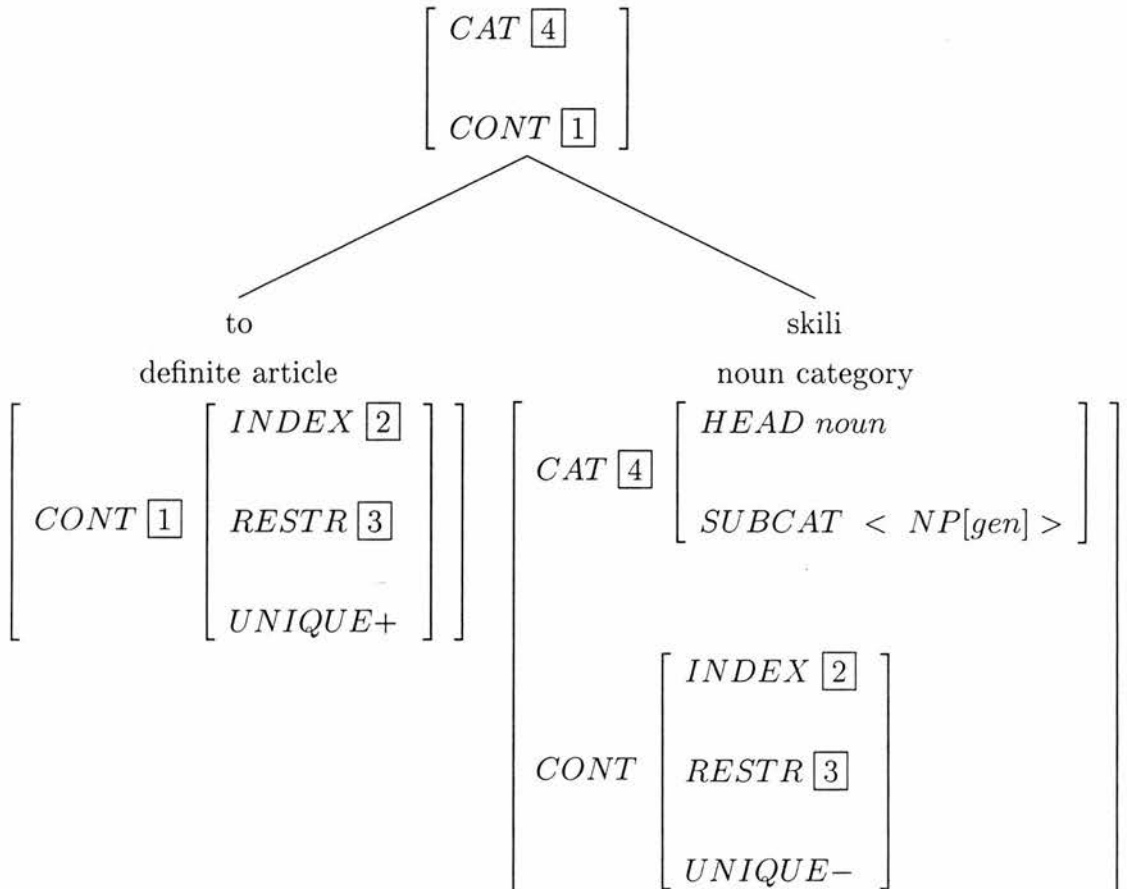 CAT 4
CONT 1
to
definite article
CONT 1
INDEX 2
RESTR 3
UNIQUE+
skili
noun category
CAT 4
HEAD noun
SUBCAT < NP[gen] >
CONT
INDEX 2
RESTR 3
UNIQUE−